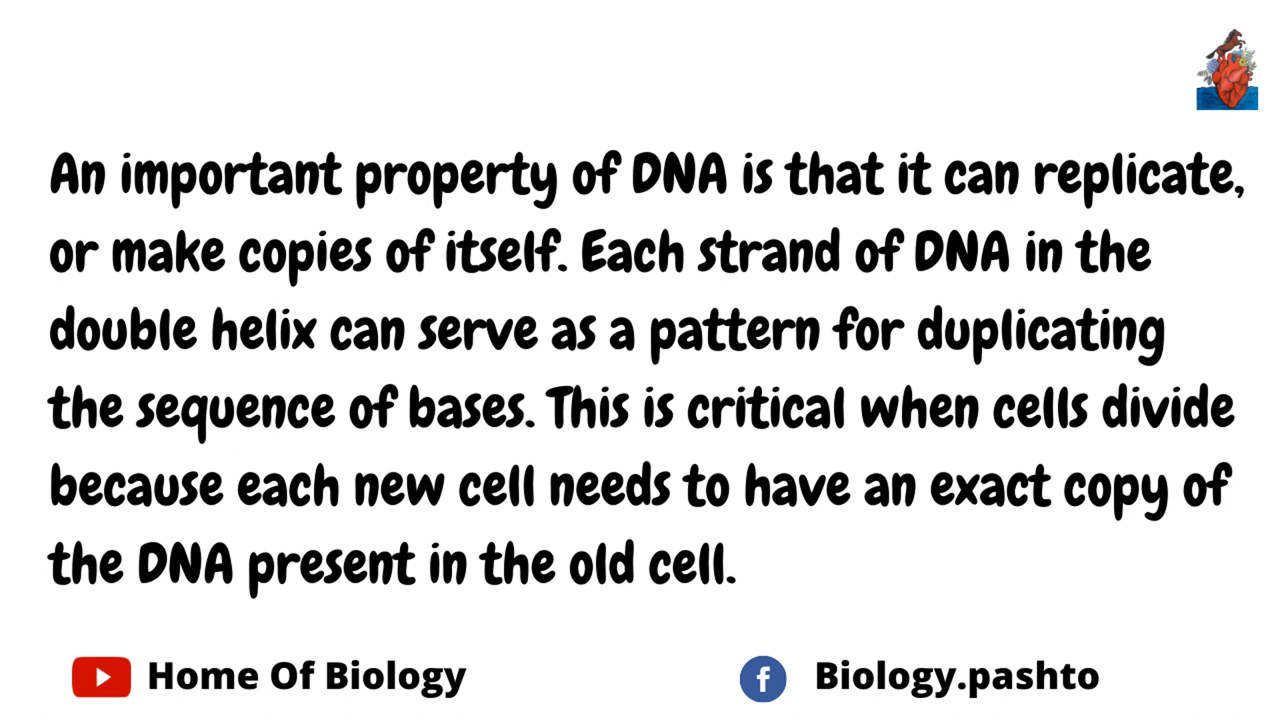 An important property of DNA is that it can replicate,
or make copies of itself. Each strand of DNA in the
double helix can serve as a pattern for duplicating
the sequence of bases. This is critical when cells divide
because each new cell needs to have an exact copy of
the DNA present in the old cell.
Home Of Biology
Biology.pashto